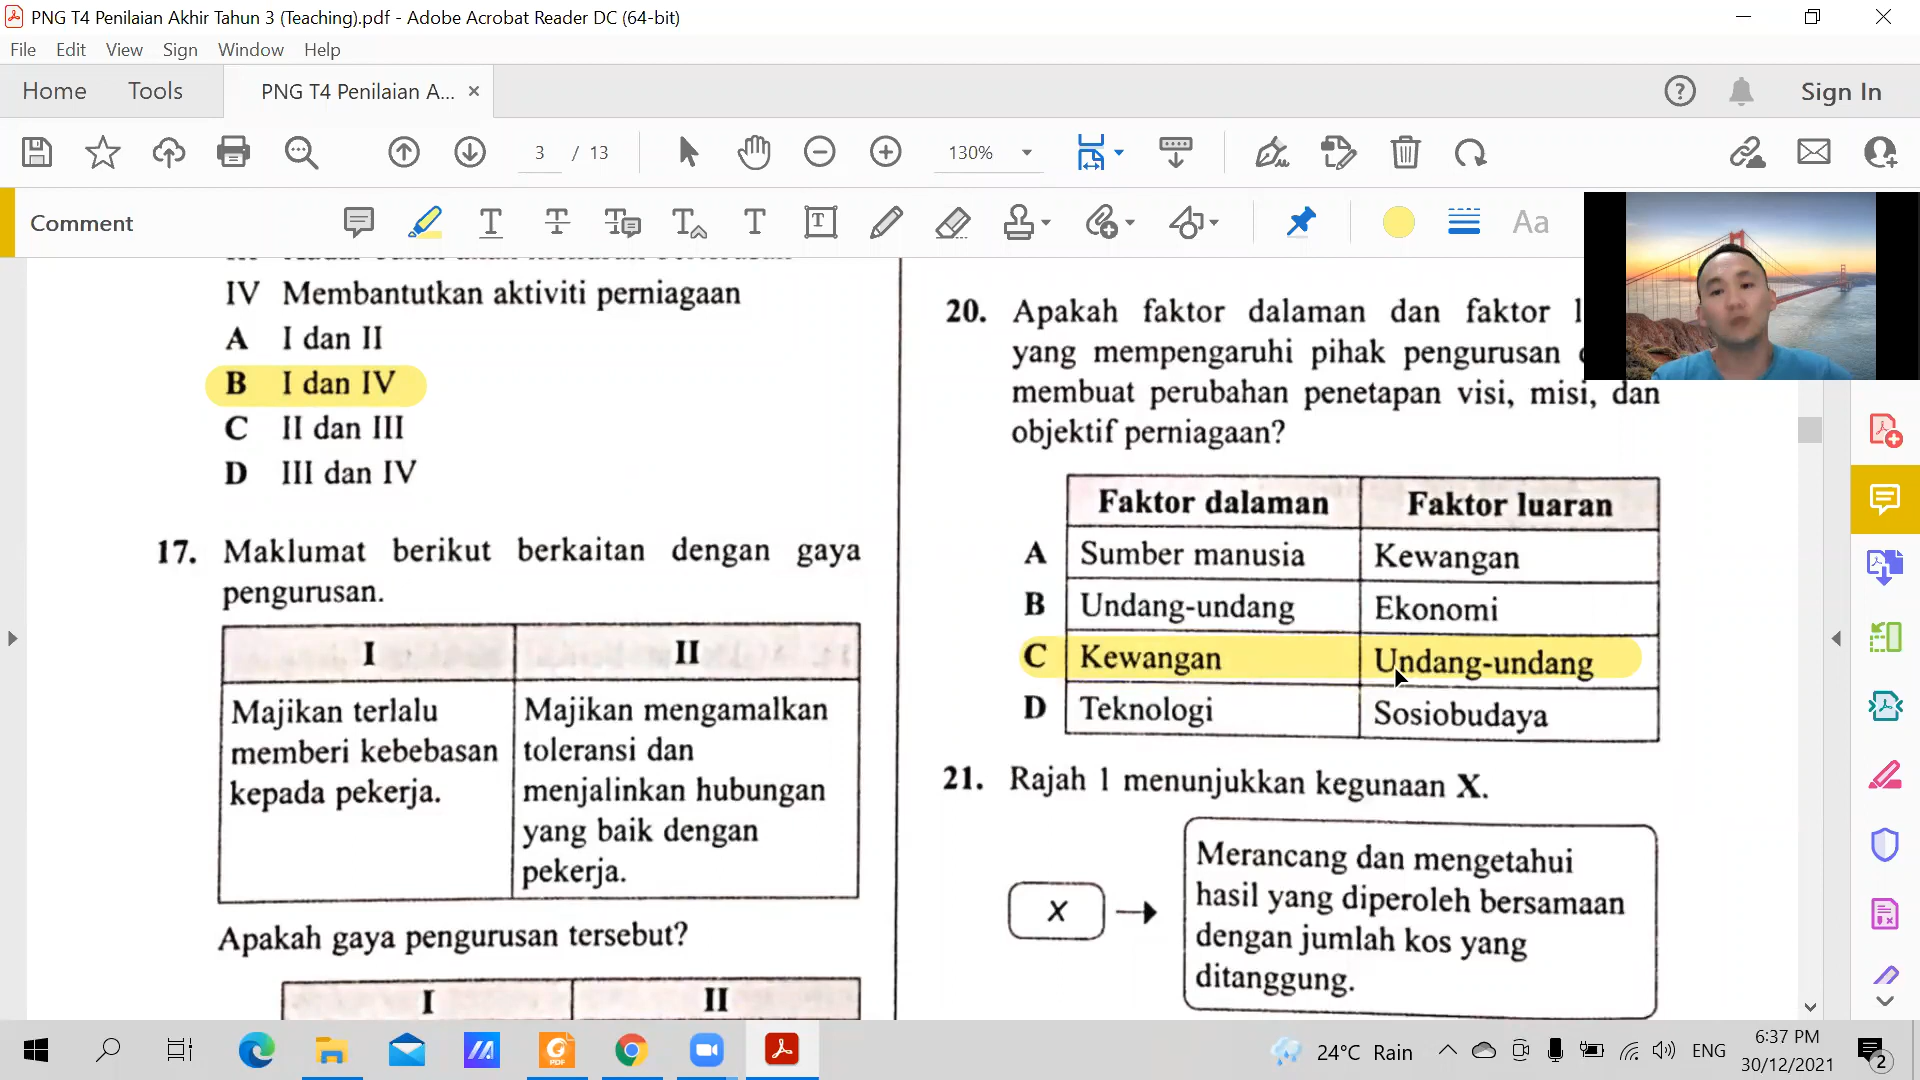 PNG T4 Penilaian Akhir Tahun 3 (Teaching).pdf - Adobe Acrobat Reader DC (64-bit)
File Edit View Sign Window Help
Home Tools PNG T4 Penilaian A... × Sign In
3 / 13 130%
Comment Aa
IV Membantutkan aktiviti perniagaan
A I dan II
B I dan IV
C II dan III
D III dan IV
17. Maklumat berikut berkaitan dengan gaya
pengurusan.
I II
Majikan terlalu
memberi kebebasan
kepada pekerja.
Majikan mengamalkan
toleransi dan
menjalinkan hubungan
yang baik dengan
pekerja.
Apakah gaya pengurusan tersebut?
I II
20. Apakah faktor dalaman dan faktor
yang mempengaruhi pihak pengurusan
membuat perubahan penetapan visi, misi, dan
objektif perniagaan?
Faktor dalaman Faktor luaran
A Sumber manusia Kewangan
B Undang-undang Ekonomi
C Kewangan Undang-undang
D Teknologi Sosiobudaya
21. Rajah 1 menunjukkan kegunaan X.
X
Merancang dan mengetahui
hasil yang diperoleh bersamaan
dengan jumlah kos yang
ditanggung.
24°C Rain ENG
6:37 PM
30/12/2021
2